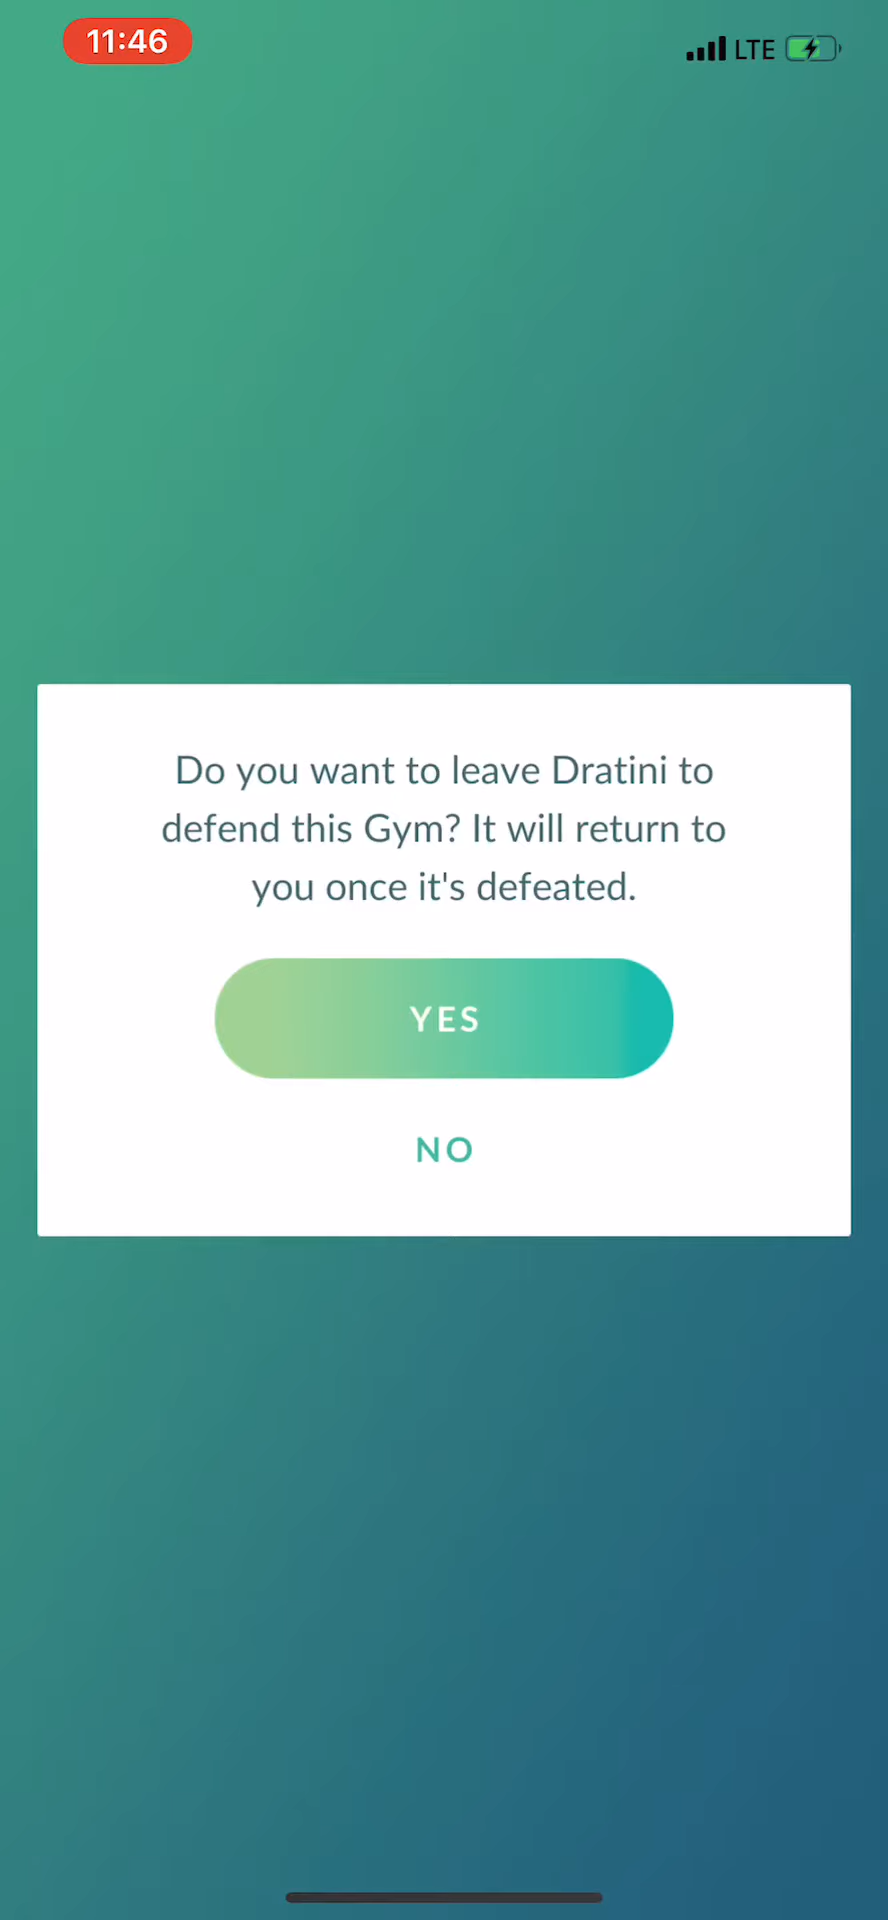 11:46
LTE
Do you want to leave Dratini to
defend this Gym? It will return to
you once it's defeated.
YES
NO